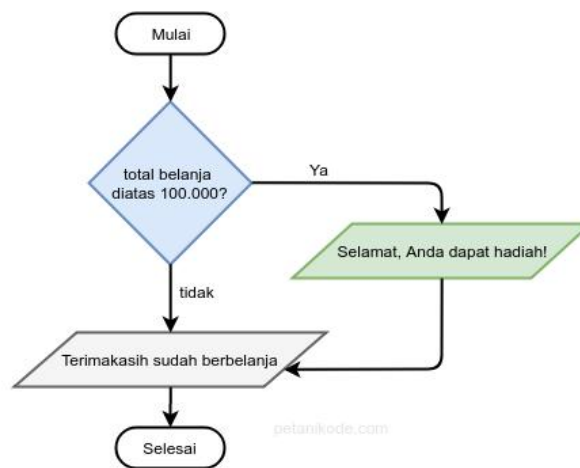 Mulai
total belanja
diatas 100.000?
Ya
Selamat, Anda dapat hadiah!
tidak
Terimakasih sudah berbelanja
petanikode.com
Selesai